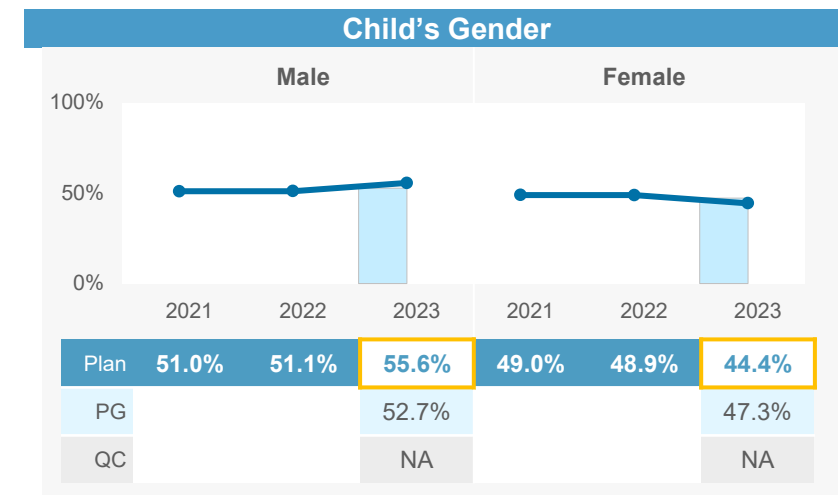 Child’s Gender
Male Female
100%
50%
0%
2021 2022 2023 2021 2022 2023
Plan 51.0% 51.1% 55.6% 49.0% 48.9% 44.4%
PG 52.7% 47.3%
QC NA NA